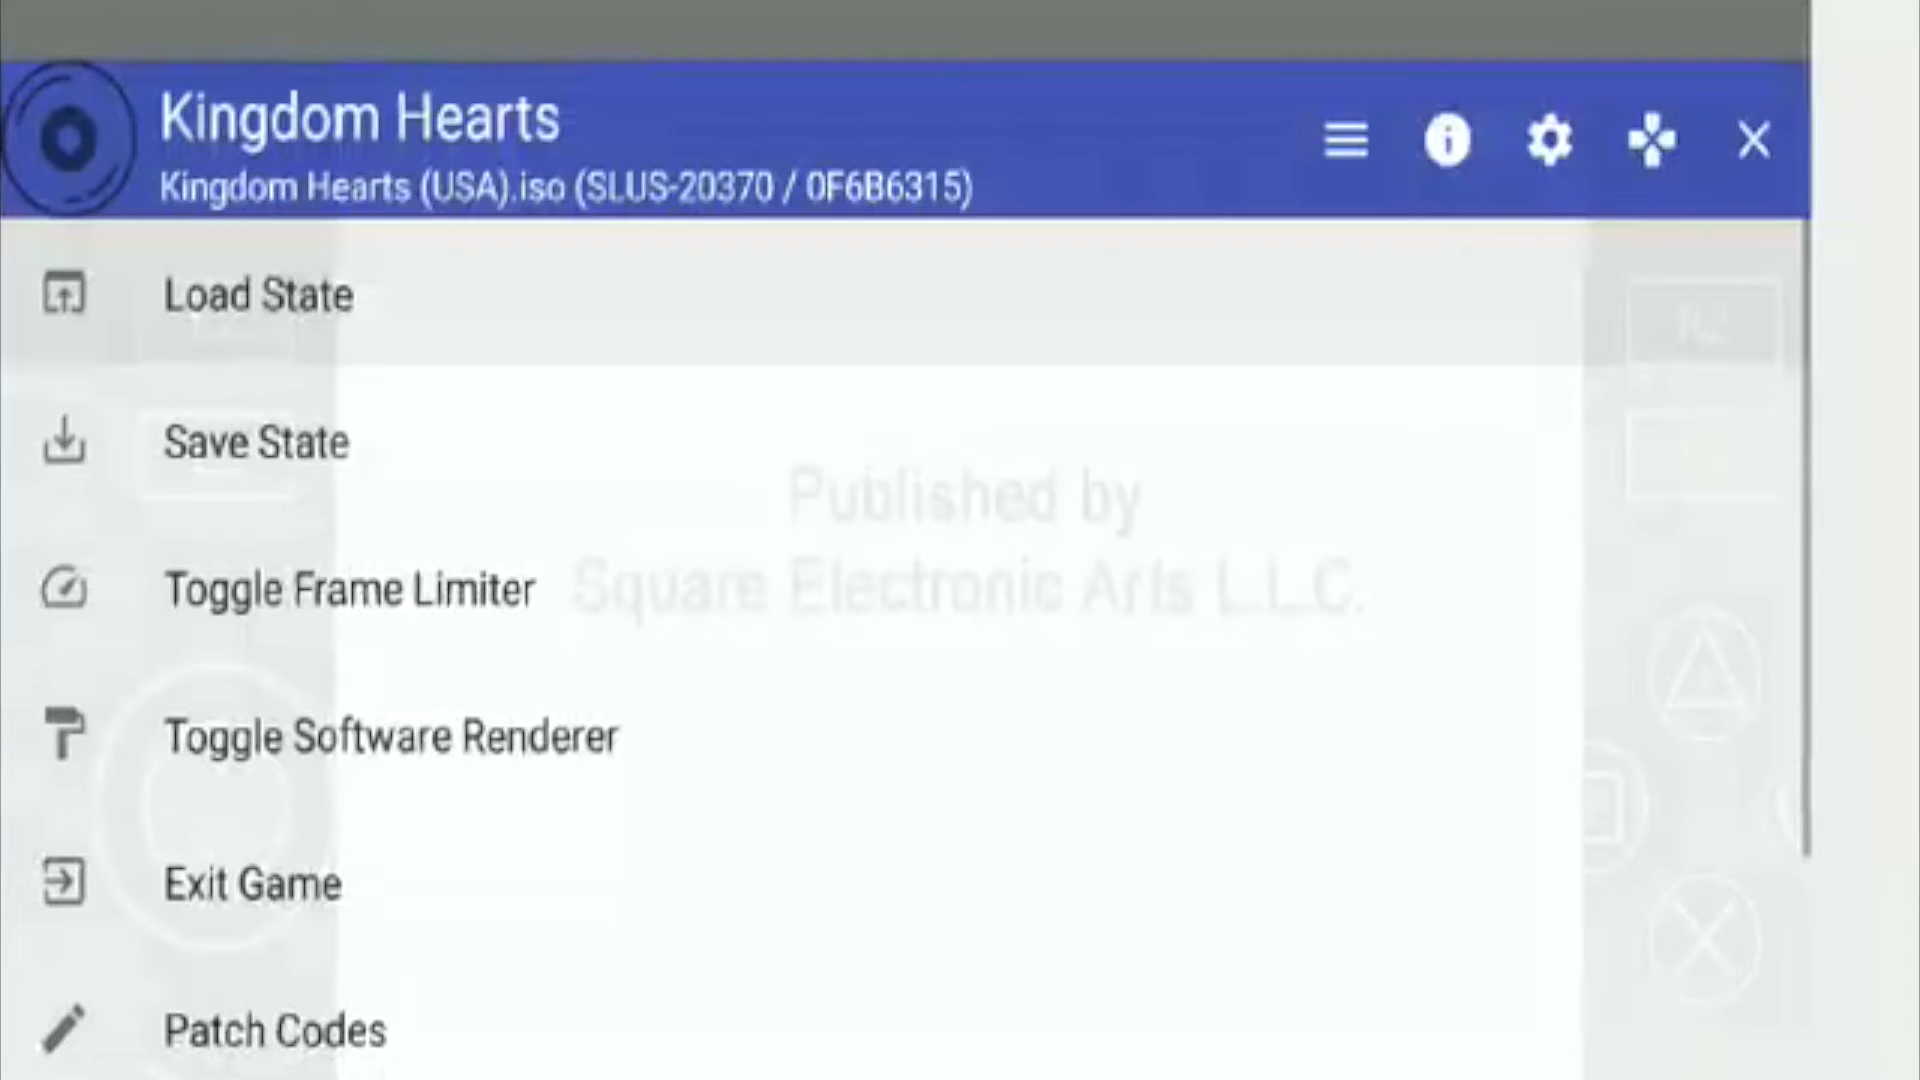 Kingdom Hearts
Kingdom Hearts (USA).iso (SLUS-20370 / 0F6B6315)
Load State
Save State
Published by
Toggle Frame Limiter
Square Electronic Arts L.L.C.
Toggle Software Renderer
Exit Game
Patch Codes